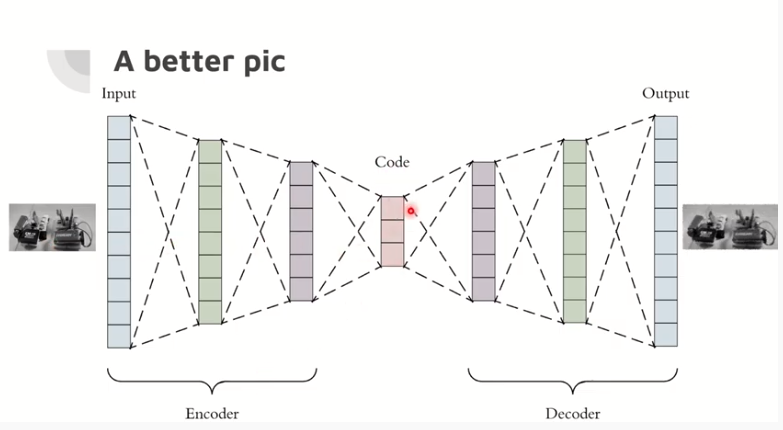 A better pic
Input
Output
Code
Encoder
Decoder